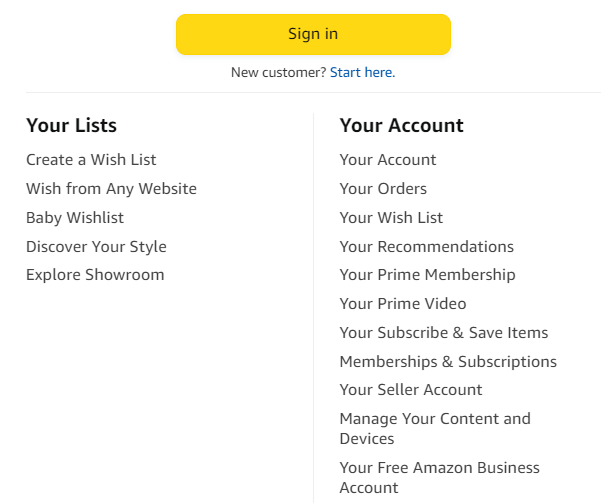 Sign in
New customer? Start here.
Your Lists
Create a Wish List
Wish from Any Website
Baby Wishlist
Discover Your Style
Explore Showroom
Your Account
Your Account
Your Orders
Your Wish List
Your Recommendations
Your Prime Membership
Your Prime Video
Your Subscribe & Save Items
Memberships & Subscriptions
Your Seller Account
Manage Your Content and
Devices
Your Free Amazon Business
Account